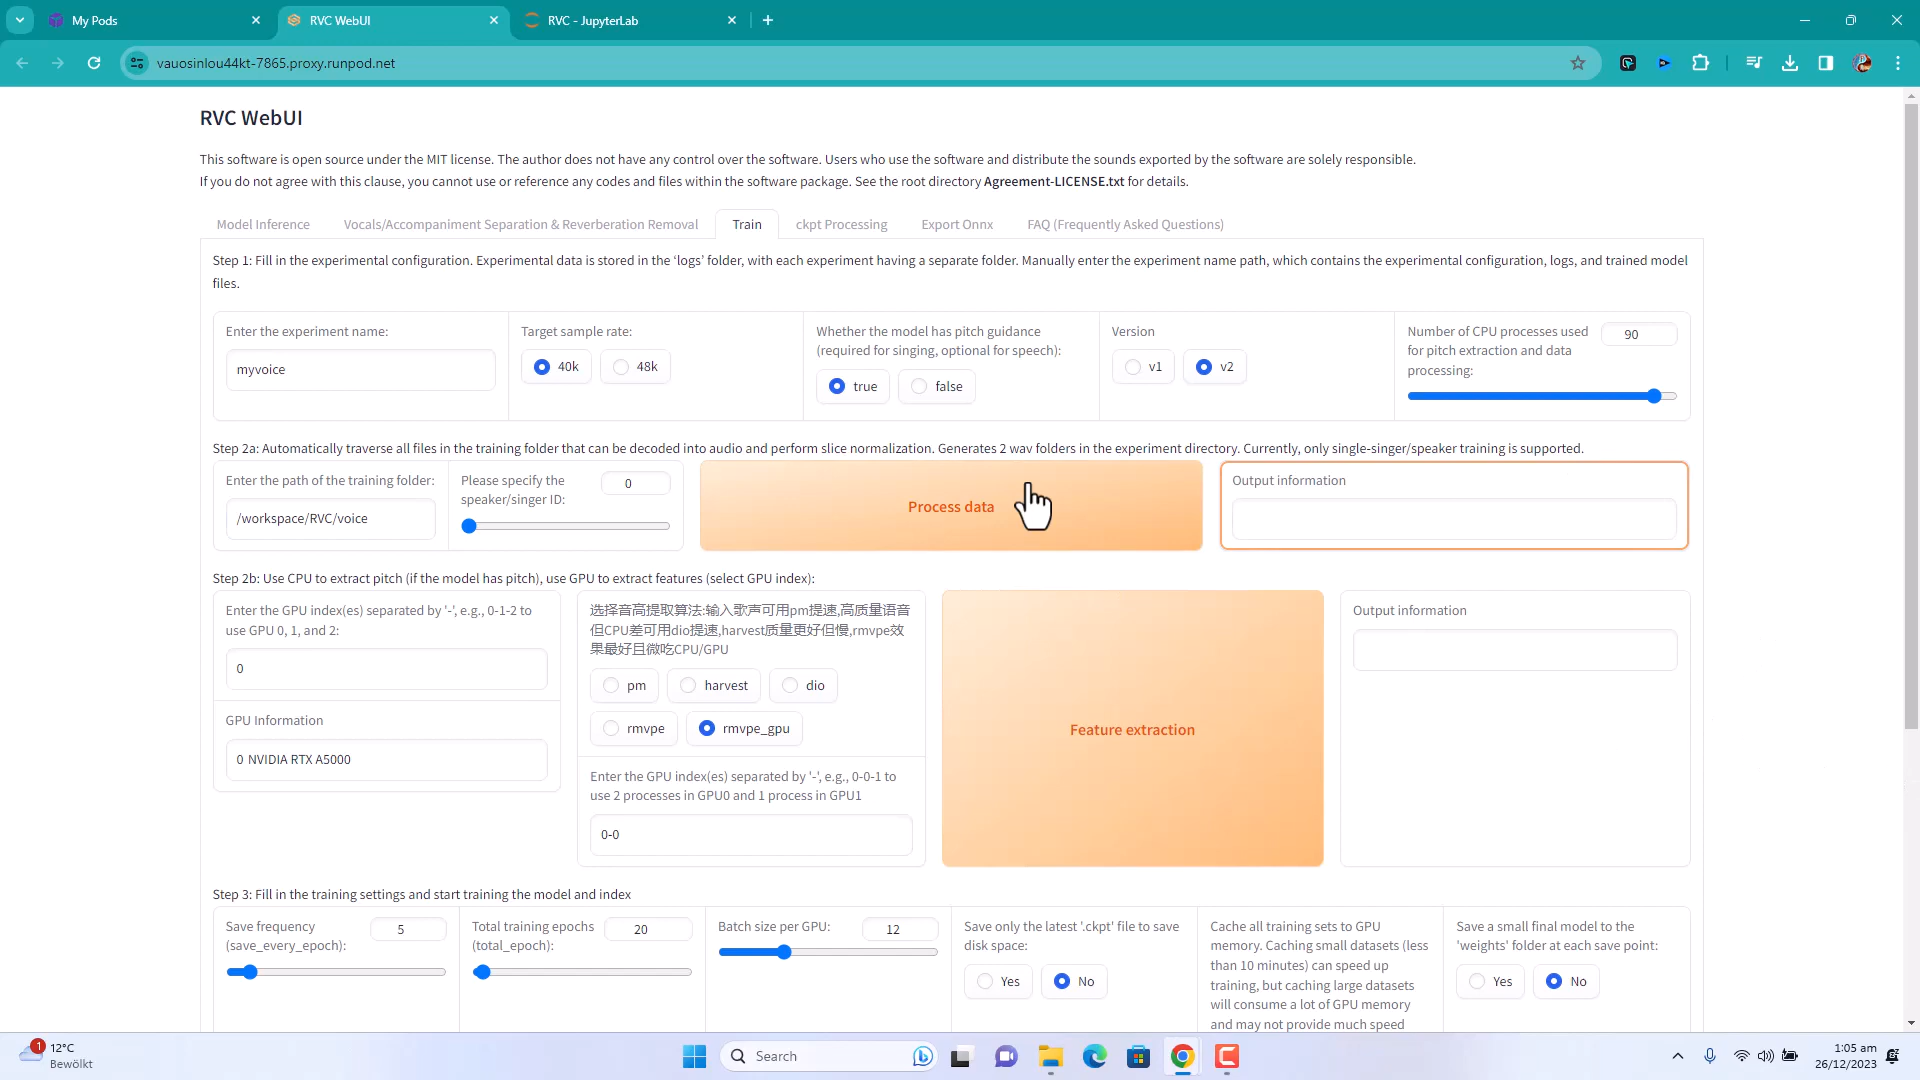 My Pods
RVC WebUI
RVC - JupyterLab
vauosinlou44kt-7865.proxy.runpod.net
RVC WebUI
This software is open source under the MIT license. The author does not have any control over the software. Users who use the software and distribute the sounds exported by the software are solely responsible.
If you do not agree with this clause, you cannot use or reference any codes and files within the software package. See the root directory Agreement-LICENSE.txt for details.
Model Inference
Vocals/Accompaniment Separation & Reverberation Removal
Train
ckpt Processing
Export Onnx
FAQ (Frequently Asked Questions)
Step 1: Fill in the experimental configuration. Experimental data is stored in the ‘logs’ folder, with each experiment having a separate folder. Manually enter the experiment name path, which contains the experimental configuration, logs, and trained model
files.
Enter the experiment name:
myvoice
Target sample rate:
40k
48k
Whether the model has pitch guidance
(required for singing, optional for speech):
true
false
Version
v1
v2
Number of CPU processes used
for pitch extraction and data
processing:
90
Step 2a: Automatically traverse all files in the training folder that can be decoded into audio and perform slice normalization. Generates 2 wav folders in the experiment directory. Currently, only single-singer/speaker training is supported.
Enter the path of the training folder:
/workspace/RVC/voice
Please specify the
speaker/singer ID:
0
Process data
Output information
Step 2b: Use CPU to extract pitch (if the model has pitch), use GPU to extract features (select GPU index):
Enter the GPU index(es) separated by '-', e.g., 0-1-2 to
use GPU 0, 1, and 2:
0
GPU Information
0 NVIDIA RTX A5000
选择音高提取算法:输入歌声可用pm提速,高质量语音
但CPU差可用dio提速,harvest质量更好但慢,rmvpe效
果最好且微吃CPU/GPU
pm
harvest
dio
rmvpe
rmvpe_gpu
Enter the GPU index(es) separated by '-', e.g., 0-0-1 to
use 2 processes in GPU0 and 1 process in GPU1
0-0
Feature extraction
Output information
Step 3: Fill in the training settings and start training the model and index
Save frequency
(save_every_epoch):
5
Total training epochs
(total_epoch):
20
Batch size per GPU:
12
Save only the latest '.ckpt' file to save
disk space:
Yes
No
Cache all training sets to GPU
memory. Caching small datasets (less
than 10 minutes) can speed up
training, but caching large datasets
will consume a lot of GPU memory
and may not provide much speed
Save a small final model to the
'weights' folder at each save point:
Yes
No
1
12°C
Bewölkt
Search
1:05 am
26/12/2023